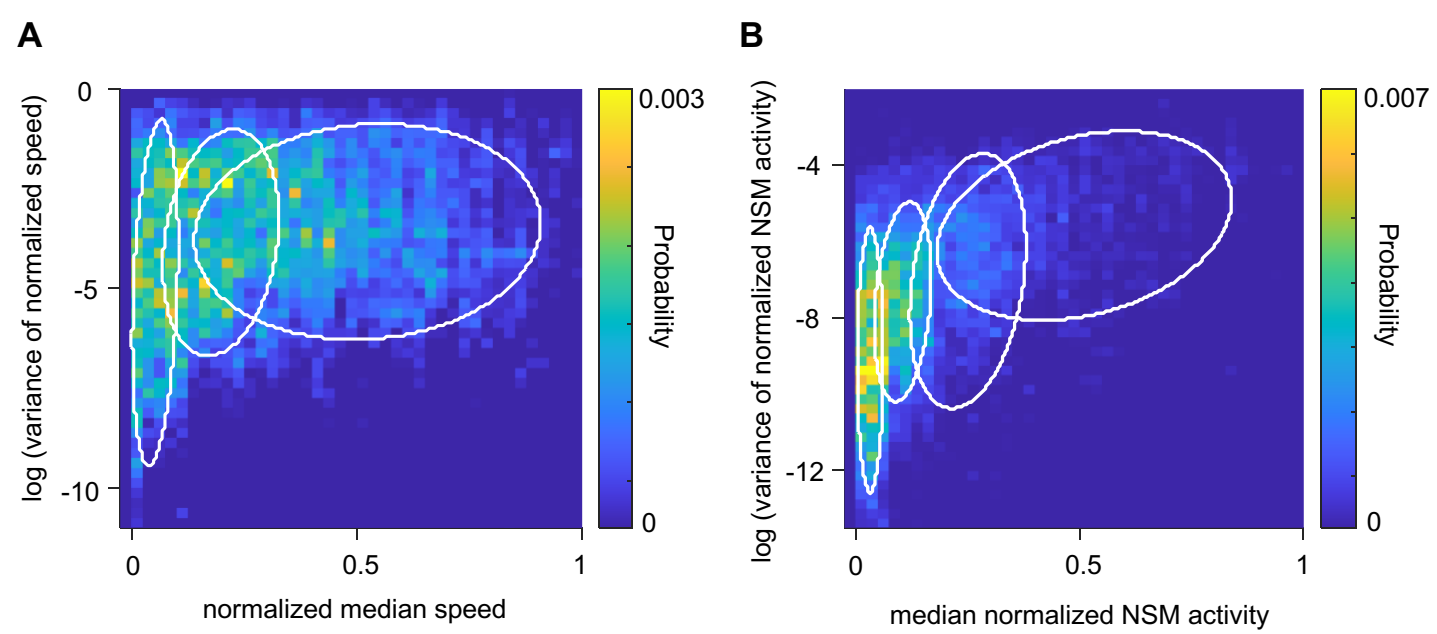 A
B
log (variance of normalized speed)
0
-5
-10
0
0.5
1
normalized median speed
0.003
Probability
0
log (variance of normalized NSM activity)
-4
-8
-12
0
0.5
1
median normalized NSM activity
0.007
Probability
0